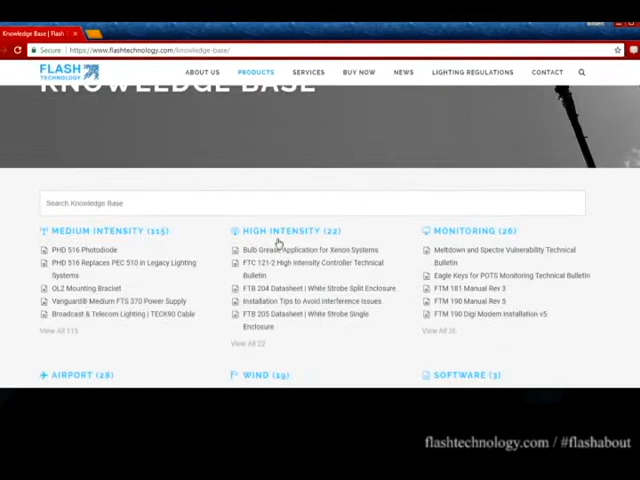 Robert
Knowledge Base | Flash
Secure https://www.flashtechnology.com/knowledge-base/
FLASH TECHNOLOGY
ABOUT US PRODUCTS SERVICES BUY NOW NEWS LIGHTING REGULATIONS CONTACT
KNOWLEDGE BASE
Search Knowledge Base
MEDIUM INTENSITY (115)
PHD 516 Photodiode
PHD 516 Replaces PEC 510 in Legacy Lighting
Systems
OL2 Mounting Bracket
Vanguard® Medium FTS 370 Power Supply
Broadcast & Telecom Lighting | TECK90 Cable
View All 115
HIGH INTENSITY (22)
Bulb Grease Application for Xenon Systems
FTC 121-2 High Intensity Controller Technical
Bulletin
FTB 204 Datasheet | White Strobe Split Enclosure
Installation Tips to Avoid Interference Issues
FTB 205 Datasheet | White Strobe Single
Enclosure
View All 22
MONITORING (26)
Meltdown and Spectre Vulnerability Technical
Bulletin
Eagle Keys for POTS Monitoring Technical Bulletin
FTM 181 Manual Rev 3
FTM 190 Manual Rev 5
FTM 190 Digi Modem Installation v5
View All 26
AIRPORT (28)
WIND (19)
SOFTWARE (3)
flashtechnology.com / #flashabout